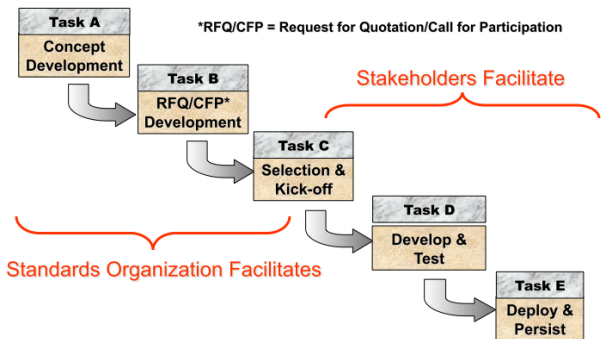 Task A
Concept
Development
*RFQ/CFP = Request for Quotation/Call for Participation
Task B
RFQ/CFP*
Development
Stakeholders Facilitate
Task C
Selection &
Kick-off
Task D
Develop &
Test
Standards Organization Facilitates
Task E
Deploy &
Persist